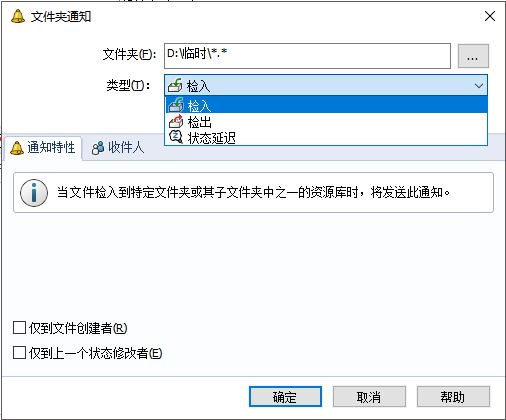 文件夹通知
文件夹(F):
D:\临时\*.*
...
类型(T):
检入
检入
检出
状态延迟
通知特性
收件人
当文件检入到特定文件夹或其子文件夹中之一的资源库时，将发送此通知。
仅到文件创建者(R)
仅到上一个状态修改者(E)
确定
取消
帮助